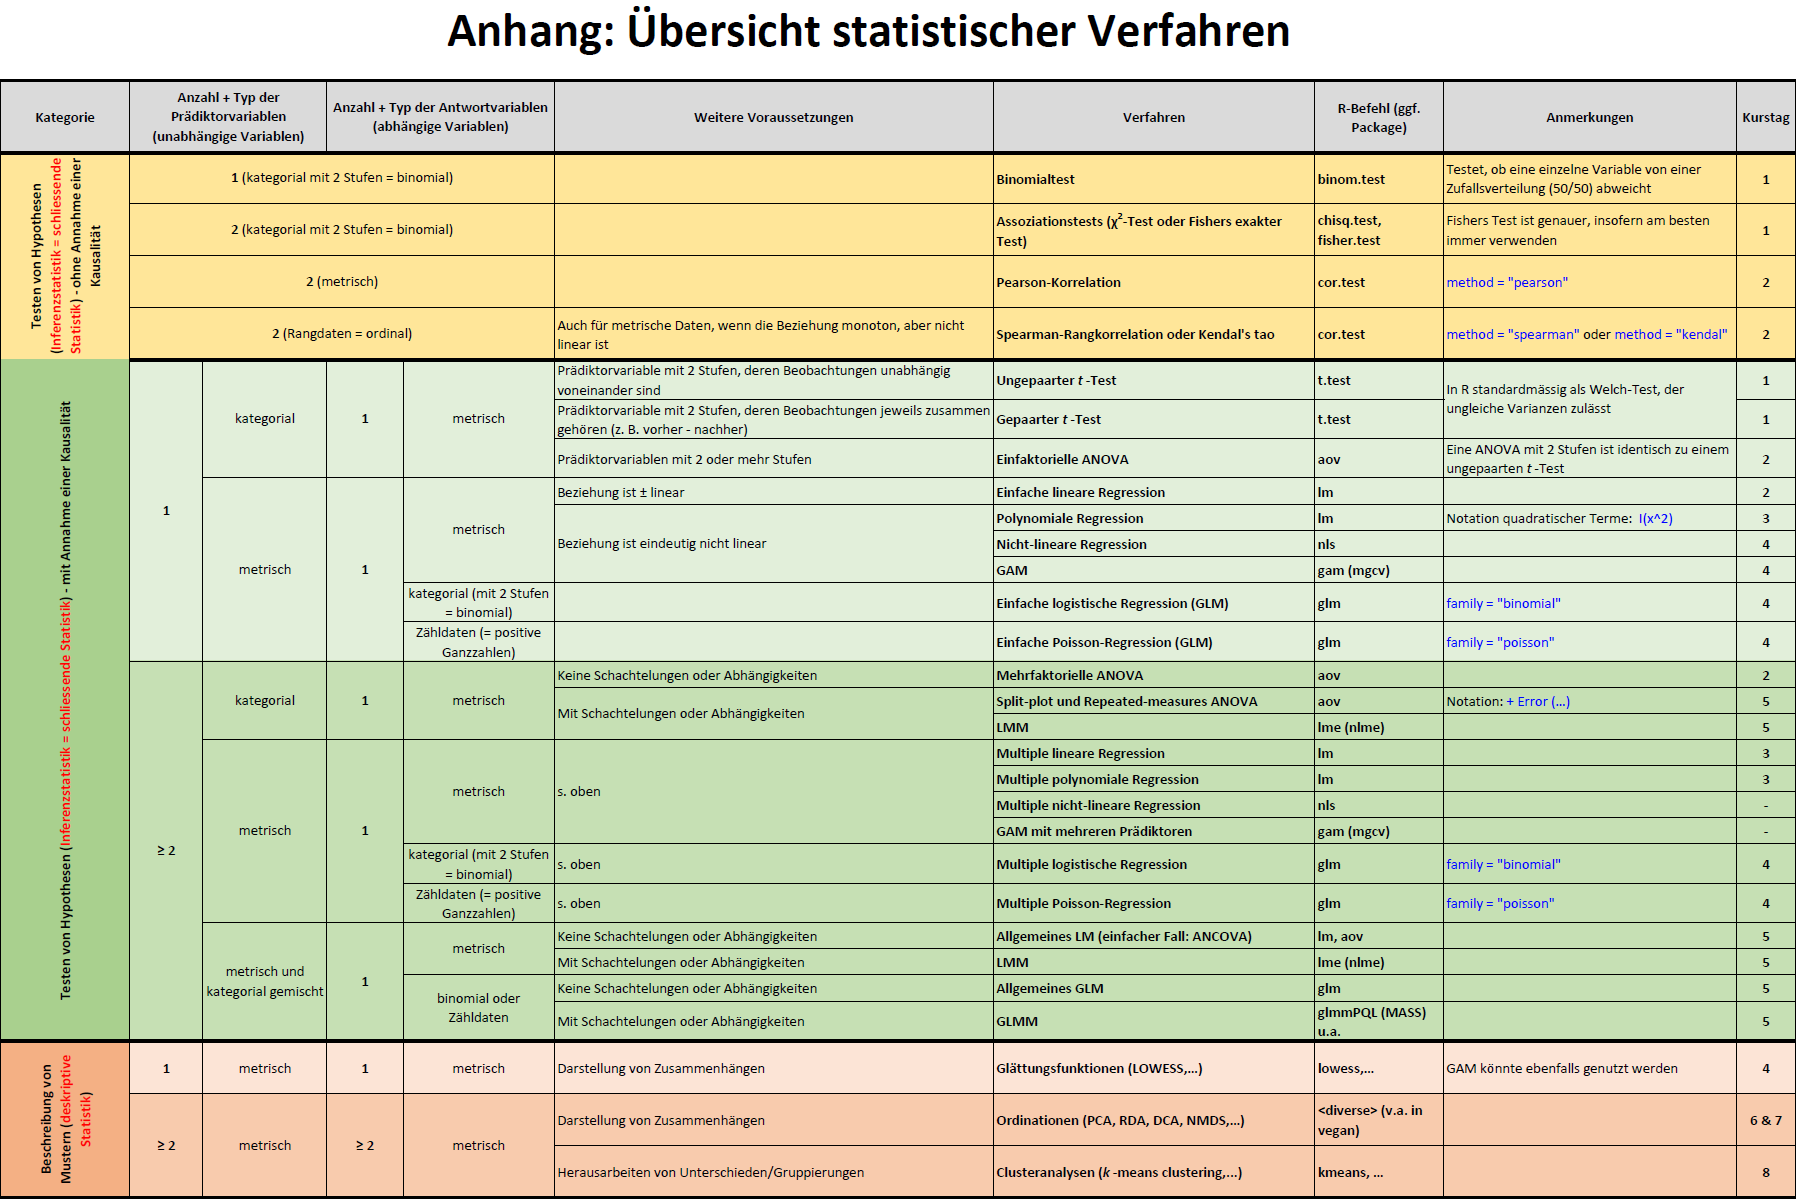 Anhang: Übersicht statistischer Verfahren
Kategorie
Anzahl + Typ der
Prädiktorvariablen
(unabhängige Variablen)
Anzahl + Typ der Antwortvariablen
(abhängige Variablen)
Weitere Voraussetzungen
Verfahren
R-Befehl (ggf.
Package)
Anmerkungen
Kurstag
Testen von Hypothesen
(Inferenzstatistik = schliessende
Statistik) - ohne Annahme einer
Kausalität
1 (kategorial mit 2 Stufen = binomial)
Binomialtest
binom.test
Testet, ob eine einzelne Variable von einer
Zufallsverteilung (50/50) abweicht
1
2 (kategorial mit 2 Stufen = binomial)
Assoziationstests (χ²-Test oder Fishers exakter
Test)
chisq.test,
fisher.test
Fishers Test ist genauer, insofern am besten
immer verwenden
1
2 (metrisch)
Pearson-Korrelation
cor.test
method = "pearson"
2
2 (Rangdaten = ordinal)
Auch für metrische Daten, wenn die Beziehung monoton, aber nicht
linear ist
Spearman-Rangkorrelation oder Kendal's tao
cor.test
method = "spearman" oder method = "kendal"
2
Testen von Hypothesen (Inferenzstatistik = schliessende Statistik) - mit Annahme einer Kausalität
1
kategorial
1
metrisch
Prädiktorvariable mit 2 Stufen, deren Beobachtungen unabhängig
voneinander sind
Ungepaarter t -Test
t.test
In R standardmässig als Welch-Test, der
ungleiche Varianzen zulässt
1
Prädiktorvariable mit 2 Stufen, deren Beobachtungen jeweils zusammen
gehören (z. B. vorher - nachher)
Gepaarter t -Test
t.test
1
Prädiktorvariablen mit 2 oder mehr Stufen
Einfaktorielle ANOVA
aov
Eine ANOVA mit 2 Stufen ist identisch zu einem
ungepaarten t -Test
2
metrisch
1
metrisch
Beziehung ist ± linear
Einfache lineare Regression
lm
2
Beziehung ist eindeutig nicht linear
Polynomiale Regression
lm
Notation quadratischer Terme: I(x^2)
3
Nicht-lineare Regression
nls
4
GAM
gam (mgcv)
4
kategorial (mit 2 Stufen
= binomial)
Einfache logistische Regression (GLM)
glm
family = "binomial"
4
Zähldaten (= positive
Ganzzahlen)
Einfache Poisson-Regression (GLM)
glm
family = "poisson"
4
≥ 2
kategorial
1
metrisch
Keine Schachtelungen oder Abhängigkeiten
Mehrfaktorielle ANOVA
aov
2
Mit Schachtelungen oder Abhängigkeiten
Split-plot und Repeated-measures ANOVA
aov
Notation: + Error (...)
5
LMM
lme (nlme)
5
metrisch
1
metrisch
s. oben
Multiple lineare Regression
lm
3
Multiple polynomiale Regression
lm
3
Multiple nicht-lineare Regression
nls
-
GAM mit mehreren Prädiktoren
gam (mgcv)
-
kategorial (mit 2 Stufen
= binomial)
s. oben
Multiple logistische Regression
glm
family = "binomial"
4
Zähldaten (= positive
Ganzzahlen)
s. oben
Multiple Poisson-Regression
glm
family = "poisson"
4
metrisch und
kategorial gemischt
1
metrisch
Keine Schachtelungen oder Abhängigkeiten
Allgemeines LM (einfacher Fall: ANCOVA)
lm, aov
5
Mit Schachtelungen oder Abhängigkeiten
LMM
lme (nlme)
5
binomial oder
Zähldaten
Keine Schachtelungen oder Abhängigkeiten
Allgemeines GLM
glm
5
Mit Schachtelungen oder Abhängigkeiten
GLMM
glmmPQL (MASS)
u.a.
5
Beschreibung von
Mustern (deskriptive
Statistik)
1
metrisch
1
metrisch
Darstellung von Zusammenhängen
Glättungsfunktionen (LOWESS,...)
lowess,...
GAM könnte ebenfalls genutzt werden
4
≥ 2
metrisch
≥ 2
metrisch
Darstellung von Zusammenhängen
Ordinationen (PCA, RDA, DCA, NMDS,...)
<diverse> (v.a. in
vegan)
6 & 7
Herausarbeiten von Unterschieden/Gruppierungen
Clusteranalysen (k -means clustering,...)
kmeans, ...
8